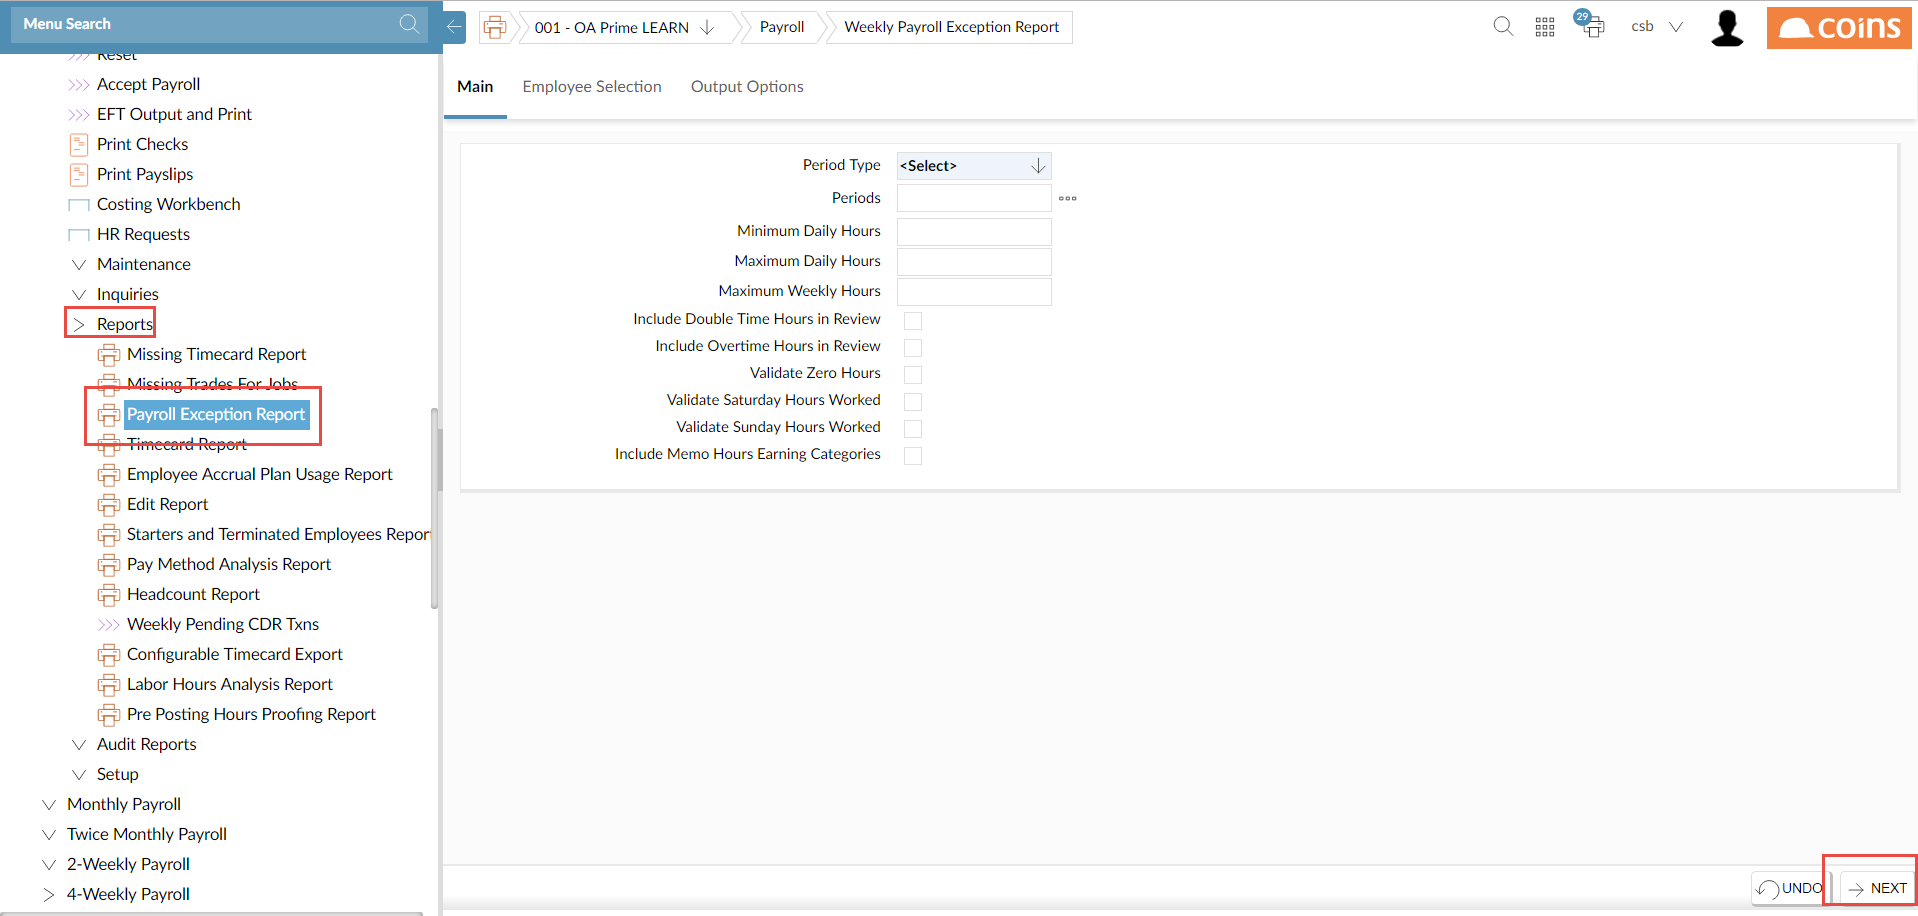 Menu Search
Reset
Accept Payroll
EFT Output and Print
Print Checks
Print Payslips
Costing Workbench
HR Requests
Maintenance
Inquiries
Reports
Missing Timecard Report
Missing Trades For Jobs
Payroll Exception Report
Timecard Report
Employee Accrual Plan Usage Report
Edit Report
Starters and Terminated Employees Report
Pay Method Analysis Report
Headcount Report
Weekly Pending CDR Txns
Configurable Timecard Export
Labor Hours Analysis Report
Pre Posting Hours Proofing Report
Audit Reports
Setup
Monthly Payroll
Twice Monthly Payroll
2-Weekly Payroll
4-Weekly Payroll
001 - OA Prime LEARN
Payroll
Weekly Payroll Exception Report
29
csb
coins
Main
Employee Selection
Output Options
Period Type <Select>
Periods
Minimum Daily Hours
Maximum Daily Hours
Maximum Weekly Hours
Include Double Time Hours in Review
Include Overtime Hours in Review
Validate Zero Hours
Validate Saturday Hours Worked
Validate Sunday Hours Worked
Include Memo Hours Earning Categories
UNDO
NEXT